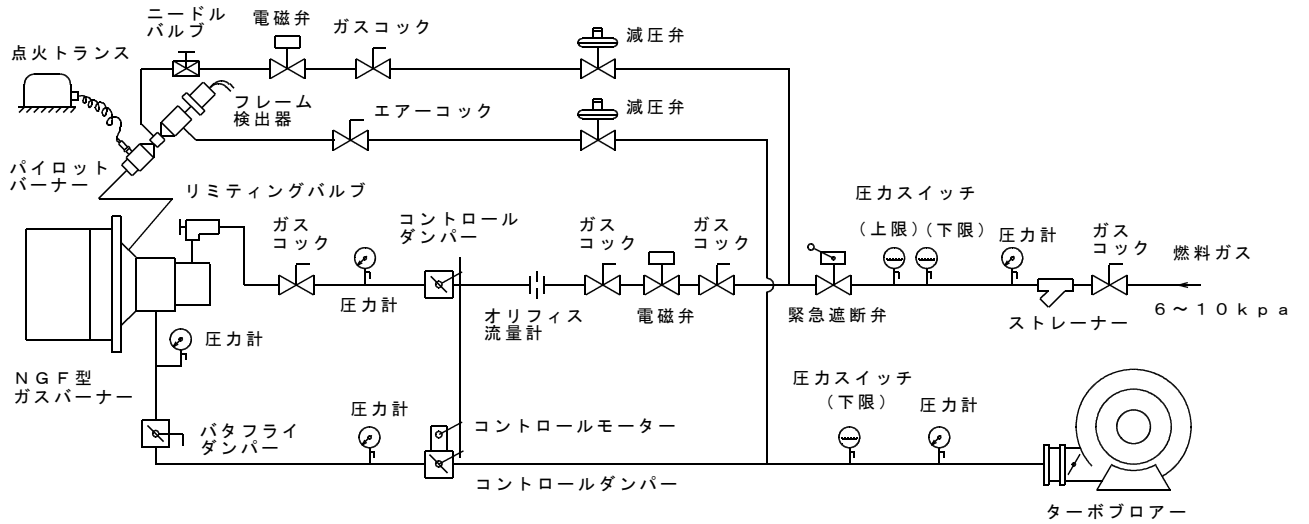 ニードル
バルブ
電磁弁
ガスコック
減圧弁
点火トランス
フレーム
検出器
エアーコック
減圧弁
パイロット
バーナー
リミティングバルブ
ガス
コック
圧力計
コントロール
ダンパー
オリフィス
流量計
ガス
コック
電磁弁
ガス
コック
緊急遮断弁
圧力スイッチ
(上限)(下限)
圧力計
ストレーナー
ガス
コック
燃料ガス
6~10kpa
圧力計
NGF型
ガスバーナー
バタフライ
ダンパー
圧力計
コントロールモーター
コントロールダンパー
圧力スイッチ
(下限)
圧力計
ターボブロアー